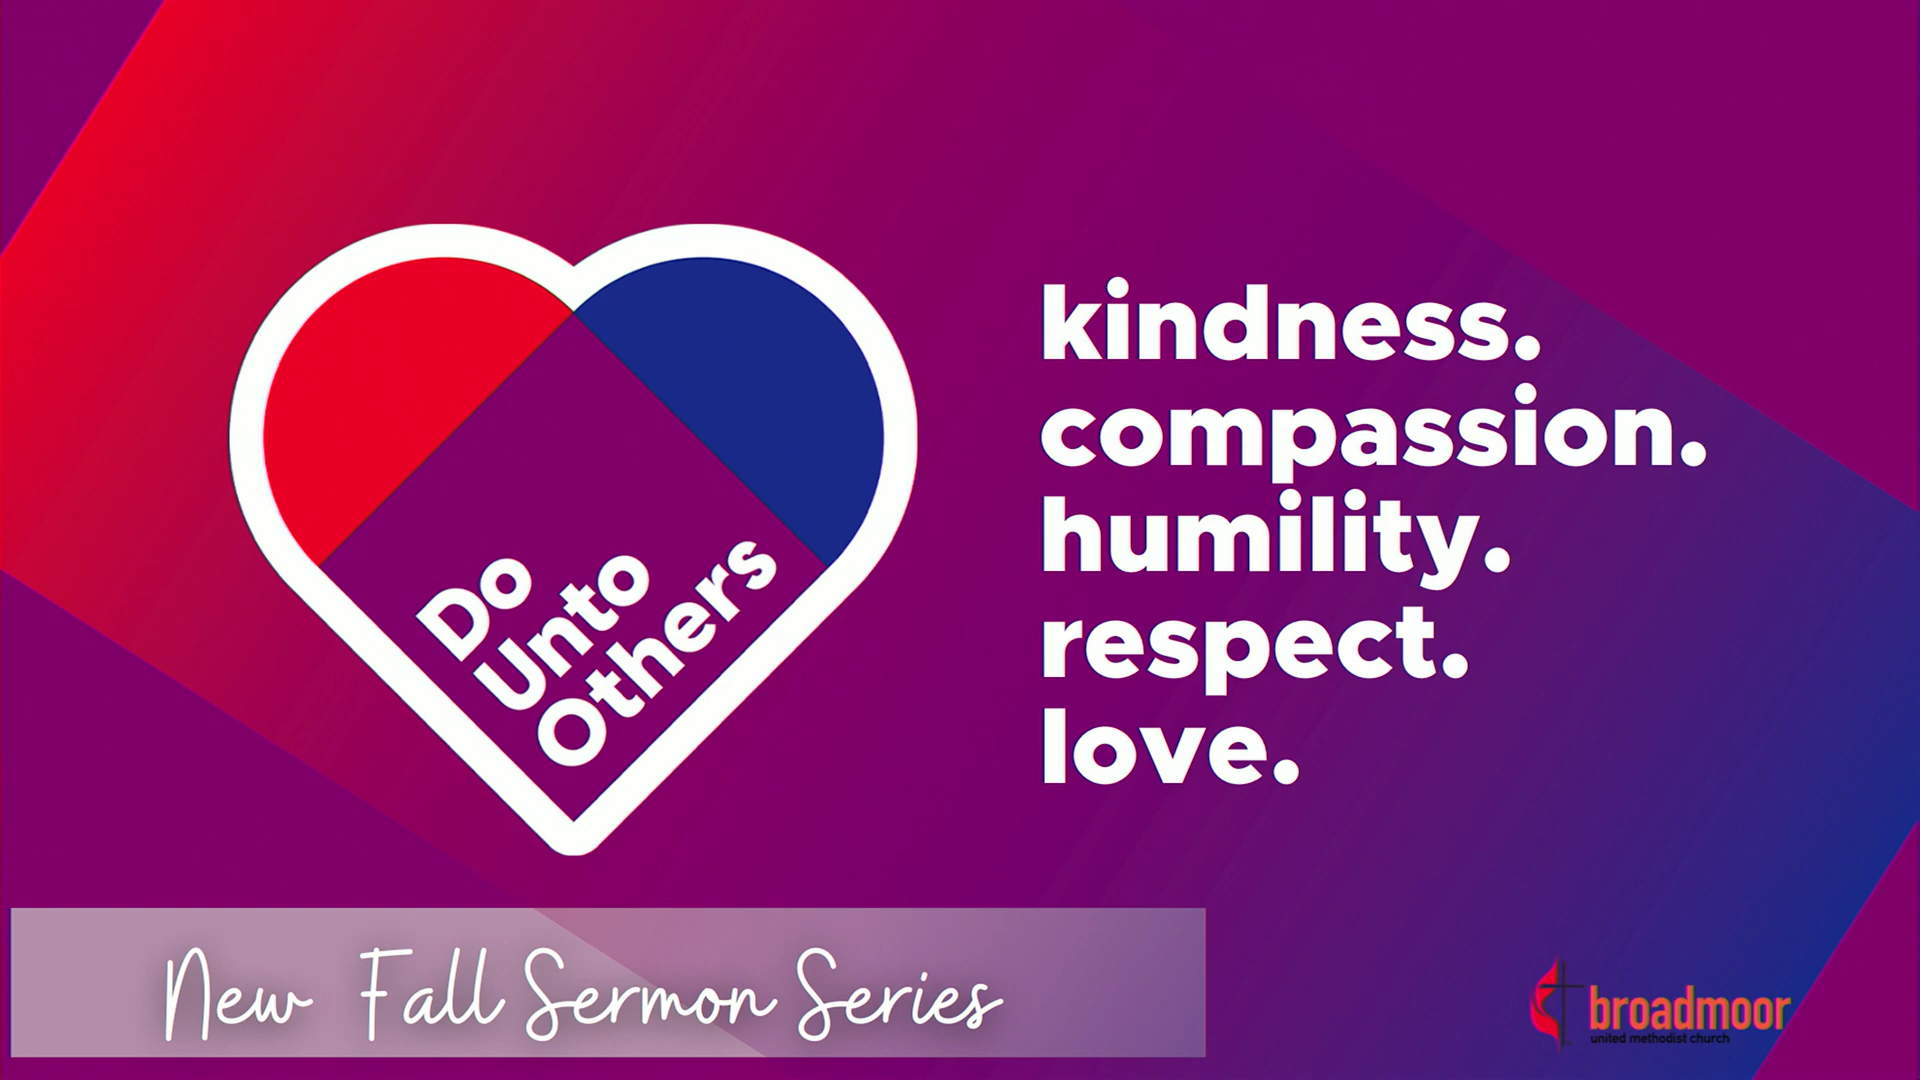 Do
Unto
Others
kindness.
compassion.
humility.
respect.
love.
New Fall Sermon Series
broadmoor
united methodist church